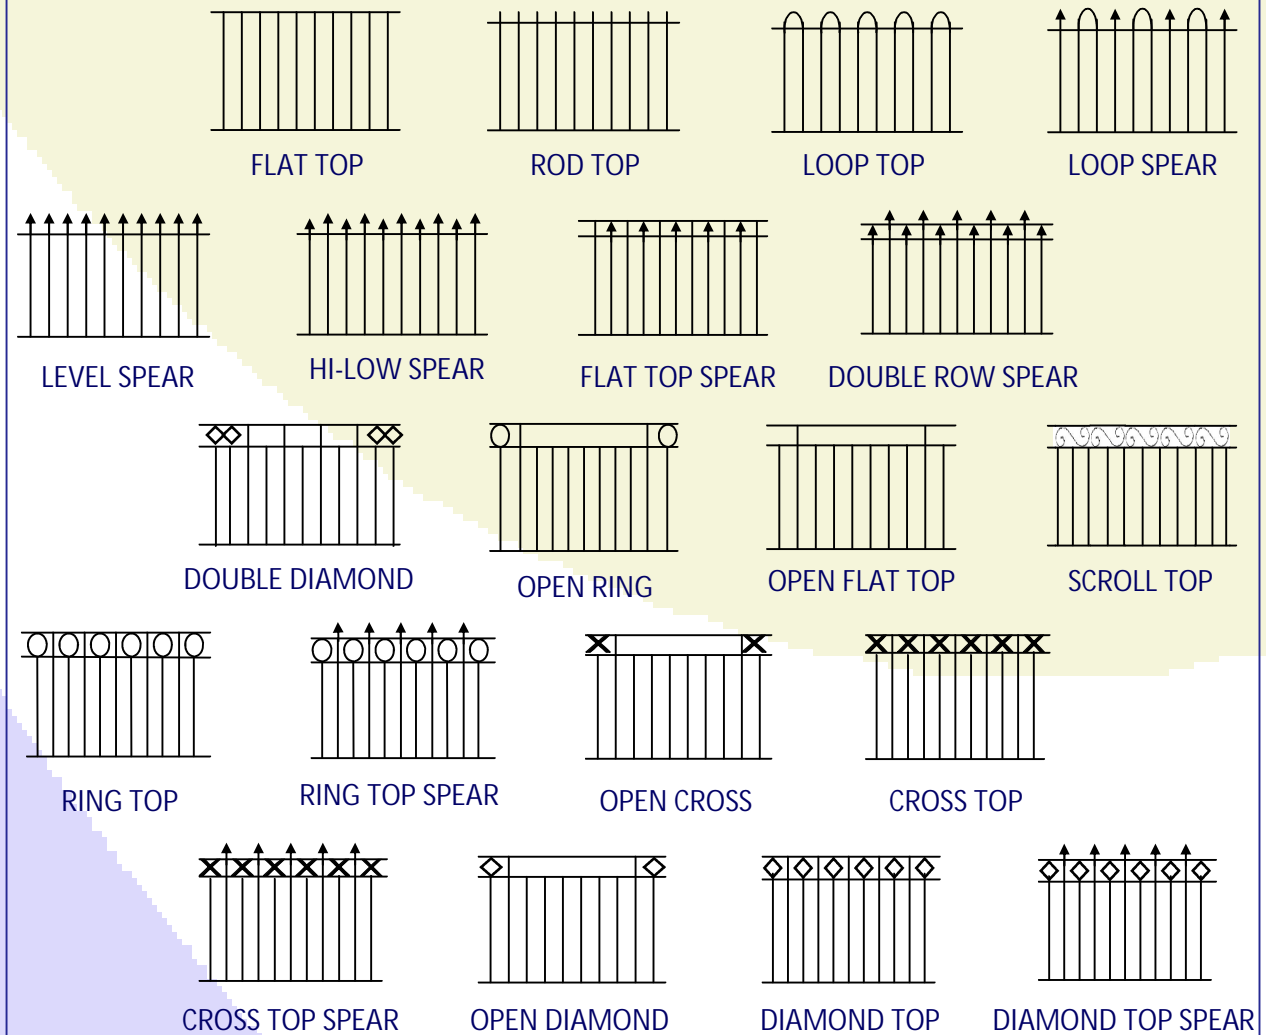 FLAT TOP
ROD TOP
LOOP TOP
LOOP SPEAR
LEVEL SPEAR
HI-LOW SPEAR
FLAT TOP SPEAR
DOUBLE ROW SPEAR
DOUBLE DIAMOND
OPEN RING
OPEN FLAT TOP
SCROLL TOP
RING TOP
RING TOP SPEAR
OPEN CROSS
CROSS TOP
CROSS TOP SPEAR
OPEN DIAMOND
DIAMOND TOP
DIAMOND TOP SPEAR